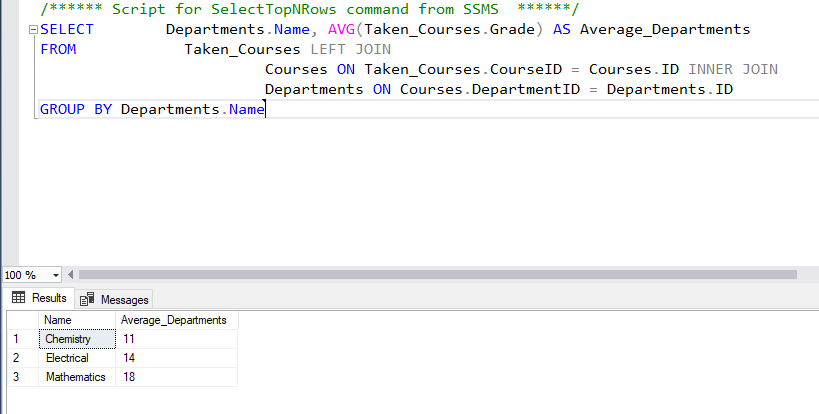 /****** Script for SelectTopNRows command from SSMS ******/
SELECT Departments.Name, AVG(Taken_Courses.Grade) AS Average_Departments
FROM Taken_Courses LEFT JOIN
Courses ON Taken_Courses.CourseID = Courses.ID INNER JOIN
Departments ON Courses.DepartmentID = Departments.ID
GROUP BY Departments.Name
100 %
Results Messages
Name Average_Departments
1 Chemistry 11
2 Electrical 14
3 Mathematics 18